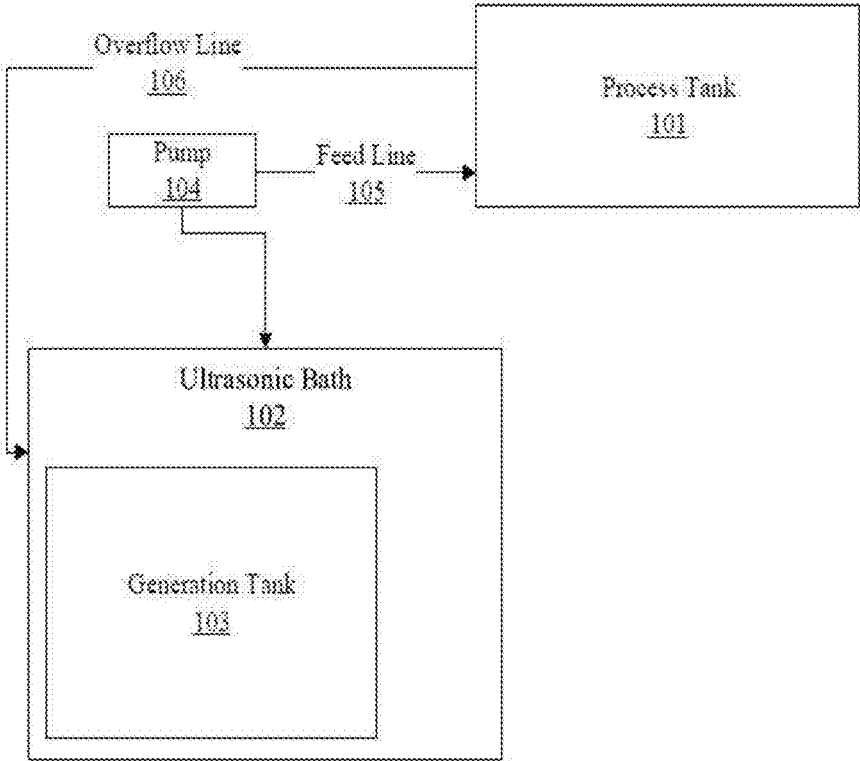 Overflow Line
106
Process Tank
101
Pump
104
Feed Line
105
Ultrasonic Bath
102
Generation Tank
103